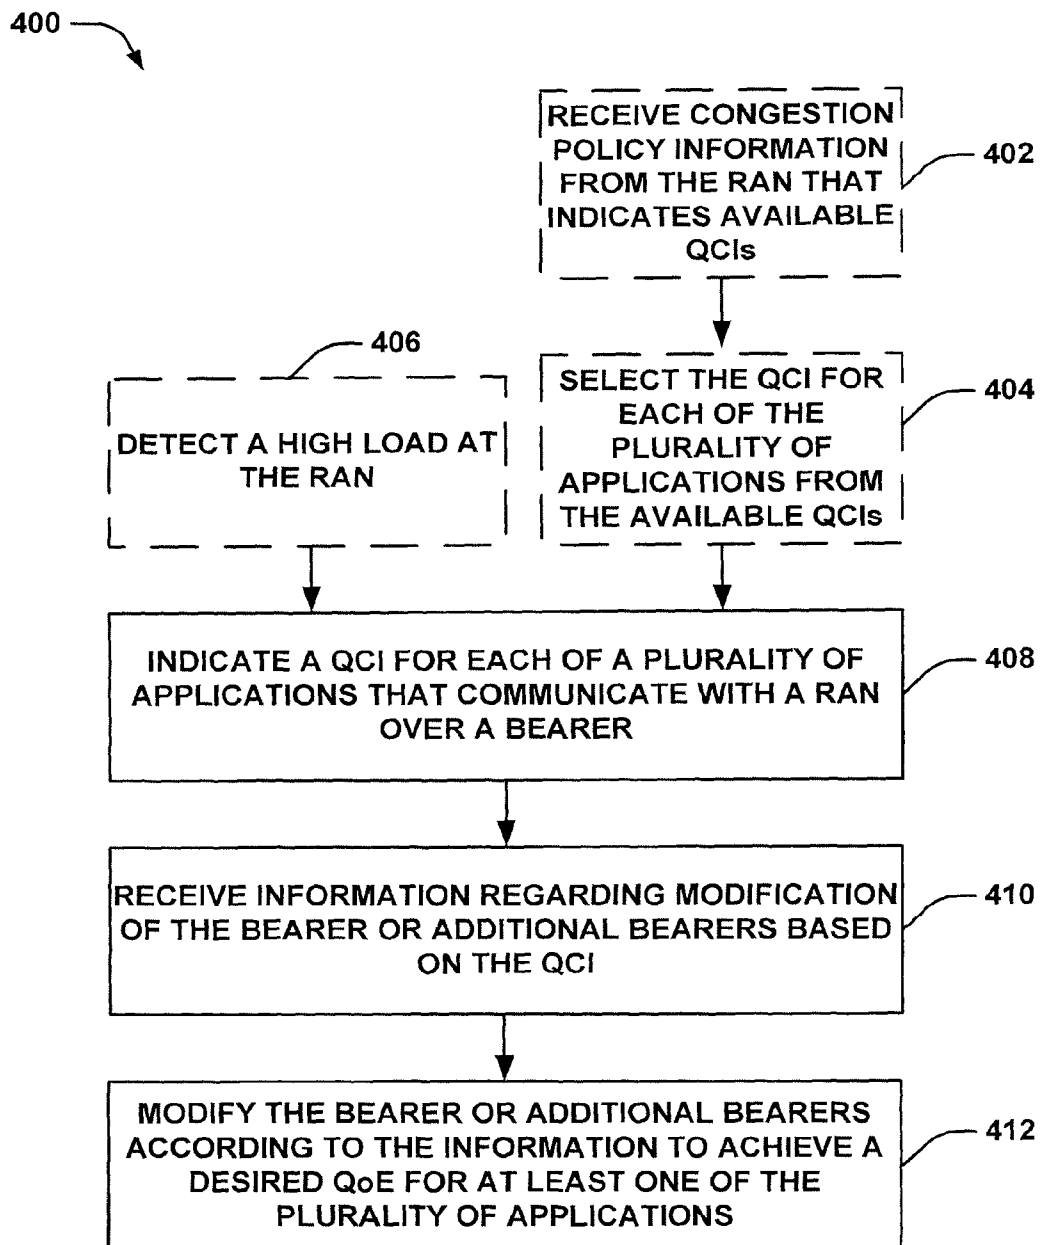 400
RECEIVE CONGESTION
POLICY INFORMATION
FROM THE RAN THAT
INDICATES AVAILABLE
QCIs
402
406
SELECT THE QCI FOR
EACH OF THE
PLURALITY OF
APPLICATIONS FROM
THE AVAILABLE QCIs
404
DETECT A HIGH LOAD AT
THE RAN
INDICATE A QCI FOR EACH OF A PLURALITY OF
APPLICATIONS THAT COMMUNICATE WITH A RAN
OVER A BEARER
408
RECEIVE INFORMATION REGARDING MODIFICATION
OF THE BEARER OR ADDITIONAL BEARERS BASED
ON THE QCI
410
MODIFY THE BEARER OR ADDITIONAL BEARERS
ACCORDING TO THE INFORMATION TO ACHIEVE A
DESIRED QoE FOR AT LEAST ONE OF THE
PLURALITY OF APPLICATIONS
412